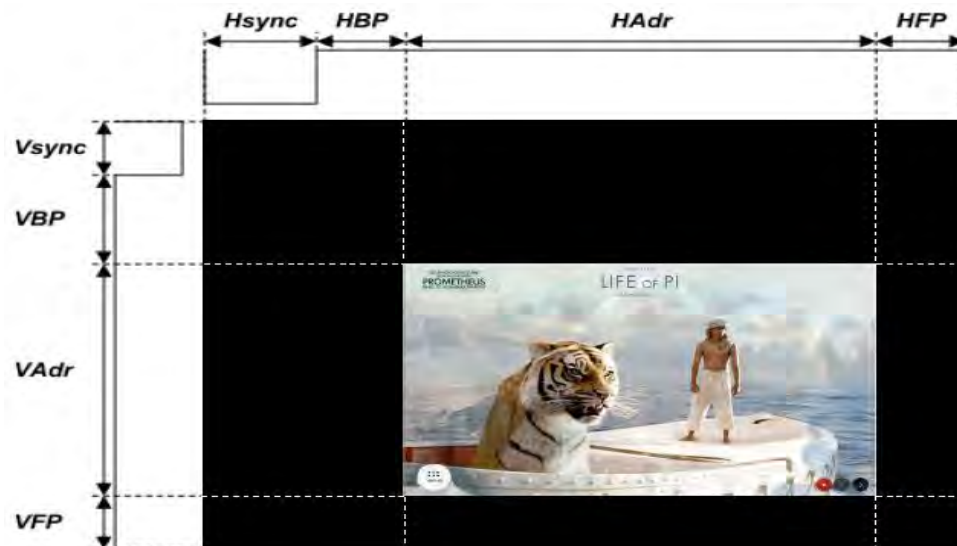 Hsync HBP HAdr HFP
Vsync
VBP
PROMETHEUS
LIFE OF PI
VAdr
VFP